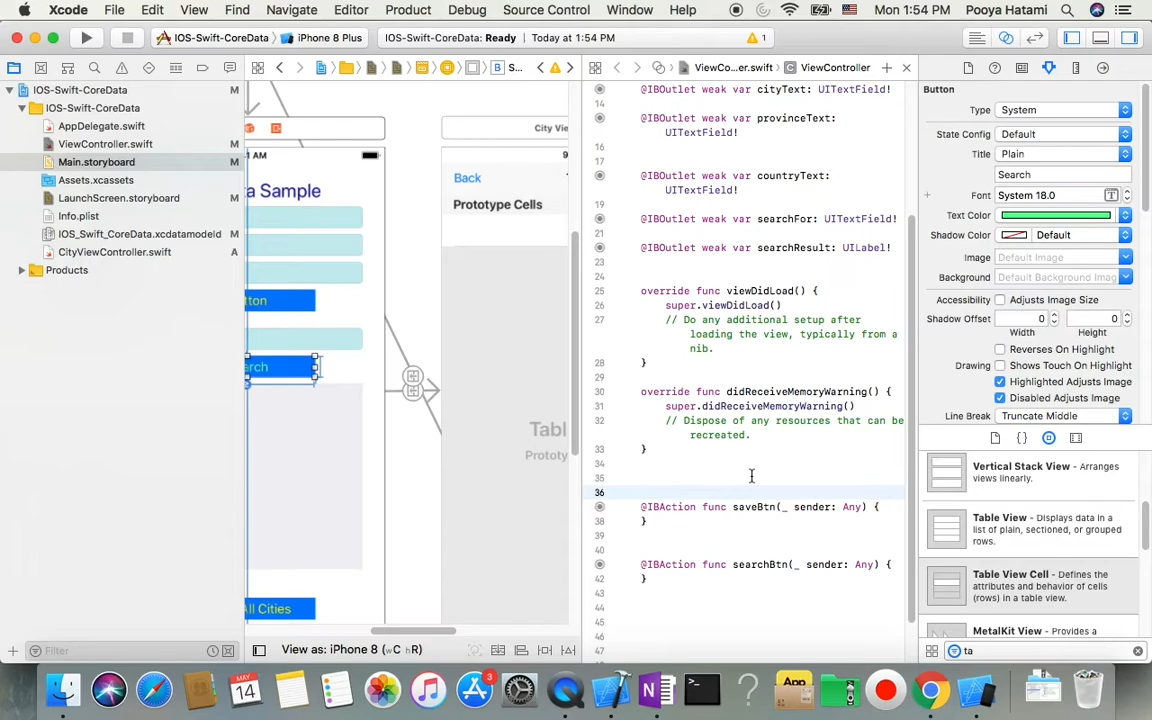 Xcode File Edit View Find Navigate Editor Product Debug Source Control Window Help Mon 1:54 PM Pooya Hatami
IOS-Swift-CoreData iPhone 8 Plus IOS-Swift-CoreData: Ready Today at 1:54 PM 1
S... ViewCo...er.swift ViewController
IOS-Swift-CoreData M
IOS-Swift-CoreData
AppDelegate.swift
ViewController.swift M
Main.storyboard M
Assets.xcassets
LaunchScreen.storyboard M
Info.plist
IOS_Swift_CoreData.xcdatamodeld
CityViewController.swift A
Products
Filter
City Vie
1 AM 9
a Sample
Back
Prototype Cells
tton
rch
Tabl
Prototy
All Cities
View as: iPhone 8 (wC hR)
@IBOutlet weak var cityText: UITextField!
14
@IBOutlet weak var provinceText:
UITextField!
16
17
@IBOutlet weak var countryText:
UITextField!
19
@IBOutlet weak var searchFor: UITextField!
21
@IBOutlet weak var searchResult: UILabel!
23
24
25 override func viewDidLoad() {
26 super.viewDidLoad()
27 // Do any additional setup after
loading the view, typically from a
nib.
28 }
29
30 override func didReceiveMemoryWarning() {
31 super.didReceiveMemoryWarning()
32 // Dispose of any resources that can be
recreated.
33 }
34
35
36
@IBAction func saveBtn(_ sender: Any) {
38 }
39
40
@IBAction func searchBtn(_ sender: Any) {
42 }
43
44
45
46
47
Button
Type System
State Config Default
Title Plain
Search
Font System 18.0
Text Color
Shadow Color Default
Image Default Image
Background Default Background Imag
Accessibility Adjusts Image Size
Shadow Offset 0 0
Width Height
Drawing Reverses On Highlight
Shows Touch On Highlight
Highlighted Adjusts Image
Disabled Adjusts Image
Line Break Truncate Middle
Vertical Stack View - Arranges
views linearly.
Table View - Displays data in a
list of plain, sectioned, or grouped
rows.
Table View Cell - Defines the
attributes and behavior of cells
(rows) in a table view.
MetalKit View - Provides a
ta
MAY
14
3
App